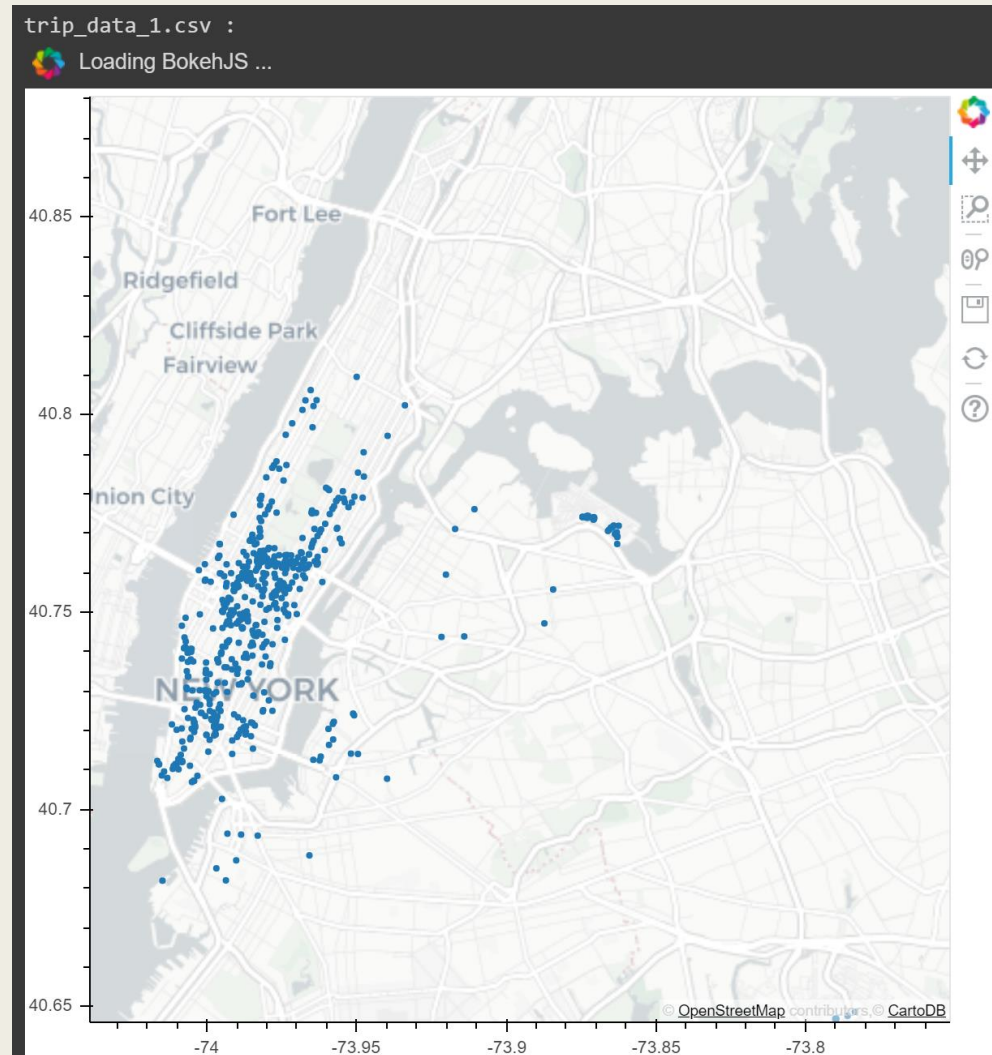 trip_data_1.csv :
Loading BokehJS ...
40.85
Fort Lee
Ridgefield
Cliffside Park
Fairview
40.8
nion City
40.75
NEW YORK
40.7
40.65
© OpenStreetMap contributors,© CartoDB
-74
-73.95
-73.9
-73.85
-73.8